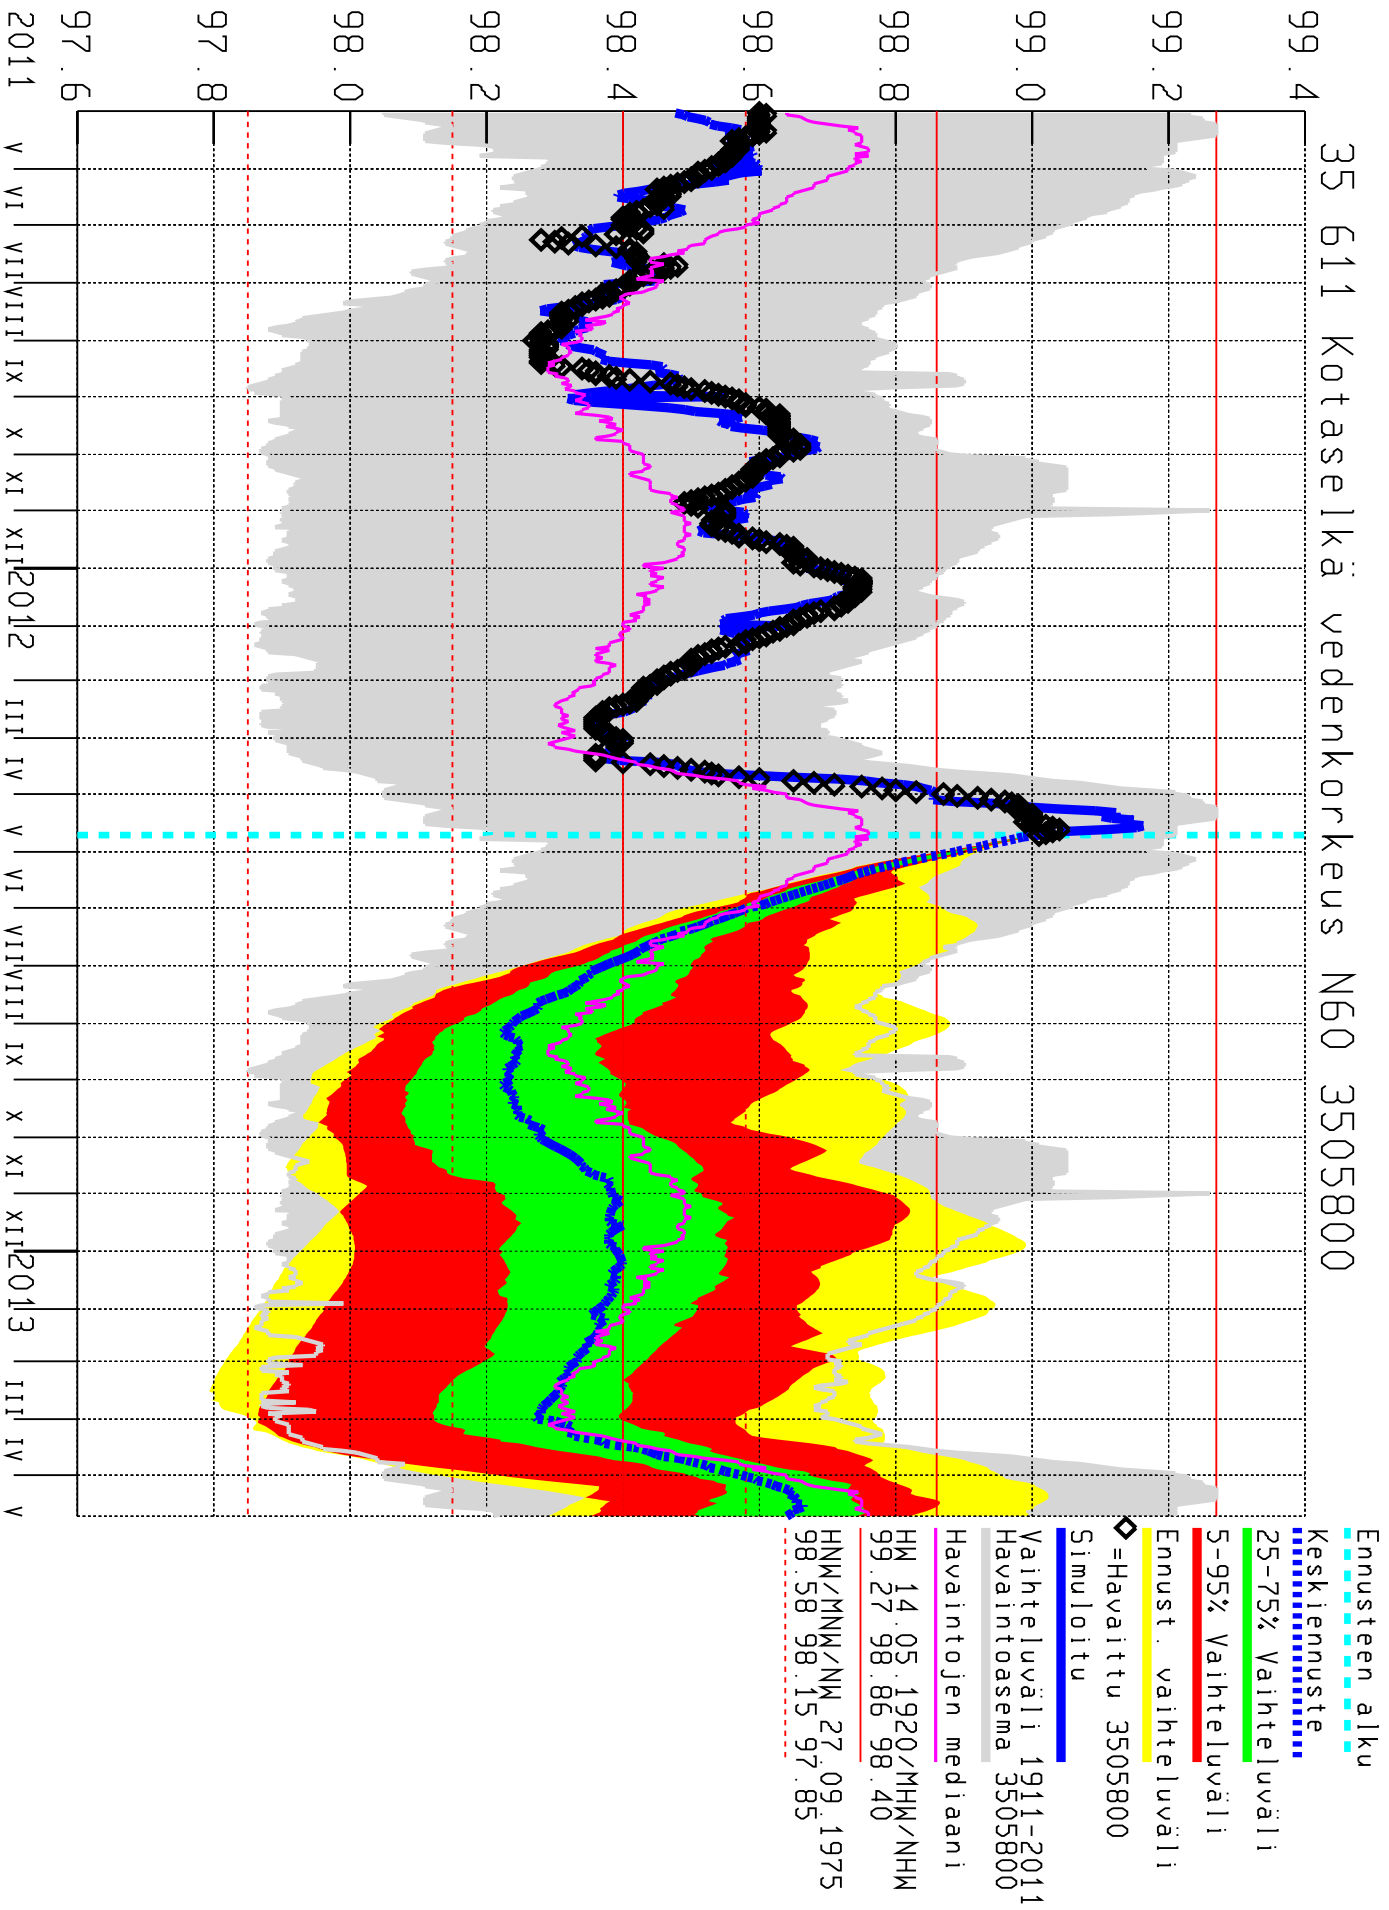 35 61 Kotaselkä vedenkorkeus N60 3505800
99.4
99.2
99.0
98.8
98.6
98.4
98.2
98.0
97.8
97.6
2011 V VI VII VIII IX X XI XII 2012 III IV V VI VII VIII IX X XI XII 2013 III IV V
Ennusteen alku
Keskiennuste
25-75% Vaihteluväli
5-95% Vaihteluväli
Ennust. vaihteluväli
=Havaittu 3505800
Simuloitu
Vaihteluväli 1911-2011
Havaintoasema 3505800
Havaintojen mediaani
HW 14.05.1920/MHW/NHW
99.27 98.86 98.40
HNW/MNW/NW 27.09.1975
98.58 98.15 97.85